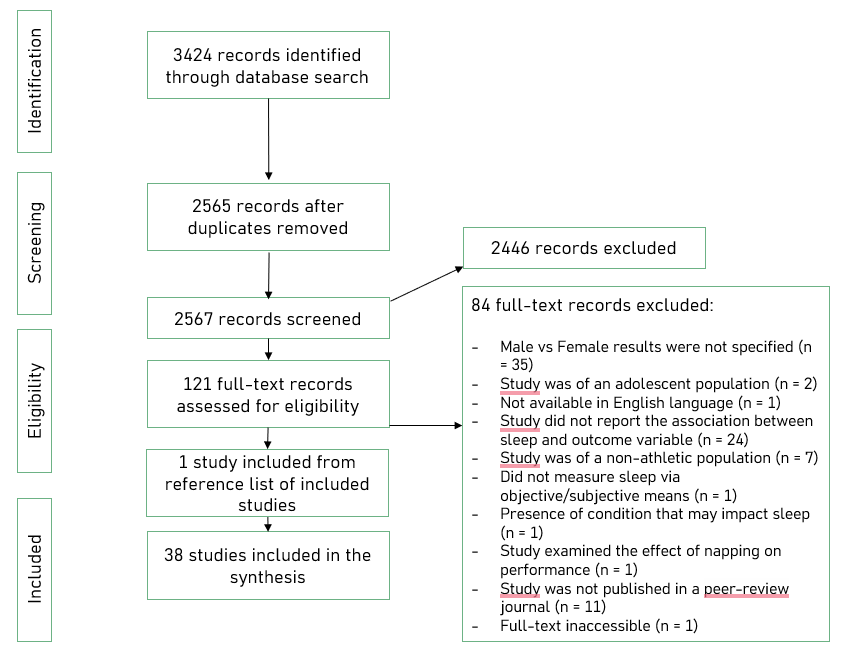 Identification
3424 records identified
through database search
Screening
2565 records after
duplicates removed
2446 records excluded
2567 records screened
Eligibility
121 full-text records
assessed for eligibility
1 study included from
reference list of included
studies
Included
38 studies included in the
synthesis
84 full-text records excluded:
- Male vs Female results were not specified (n
= 35)
- Study was of an adolescent population (n = 2)
- Not available in English language (n = 1)
- Study did not report the association between
sleep and outcome variable (n = 24)
- Study was of a non-athletic population (n = 7)
- Did not measure sleep via
objective/subjective means (n = 1)
- Presence of condition that may impact sleep
(n = 1)
- Study examined the effect of napping on
performance (n = 1)
- Study was not published in a peer-review
journal (n = 11)
- Full-text inaccessible (n = 1)